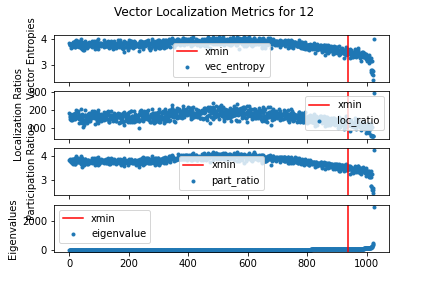 Vector Localization Metrics for 12
Vector Entropies
4
3
xmin
vec_entropy
Localization Ratios
200
100
xmin
loc_ratio
Participation Ratios
4
3
xmin
part_ratio
Eigenvalues
2000
0
xmin
eigenvalue
0
200
400
600
800
1000